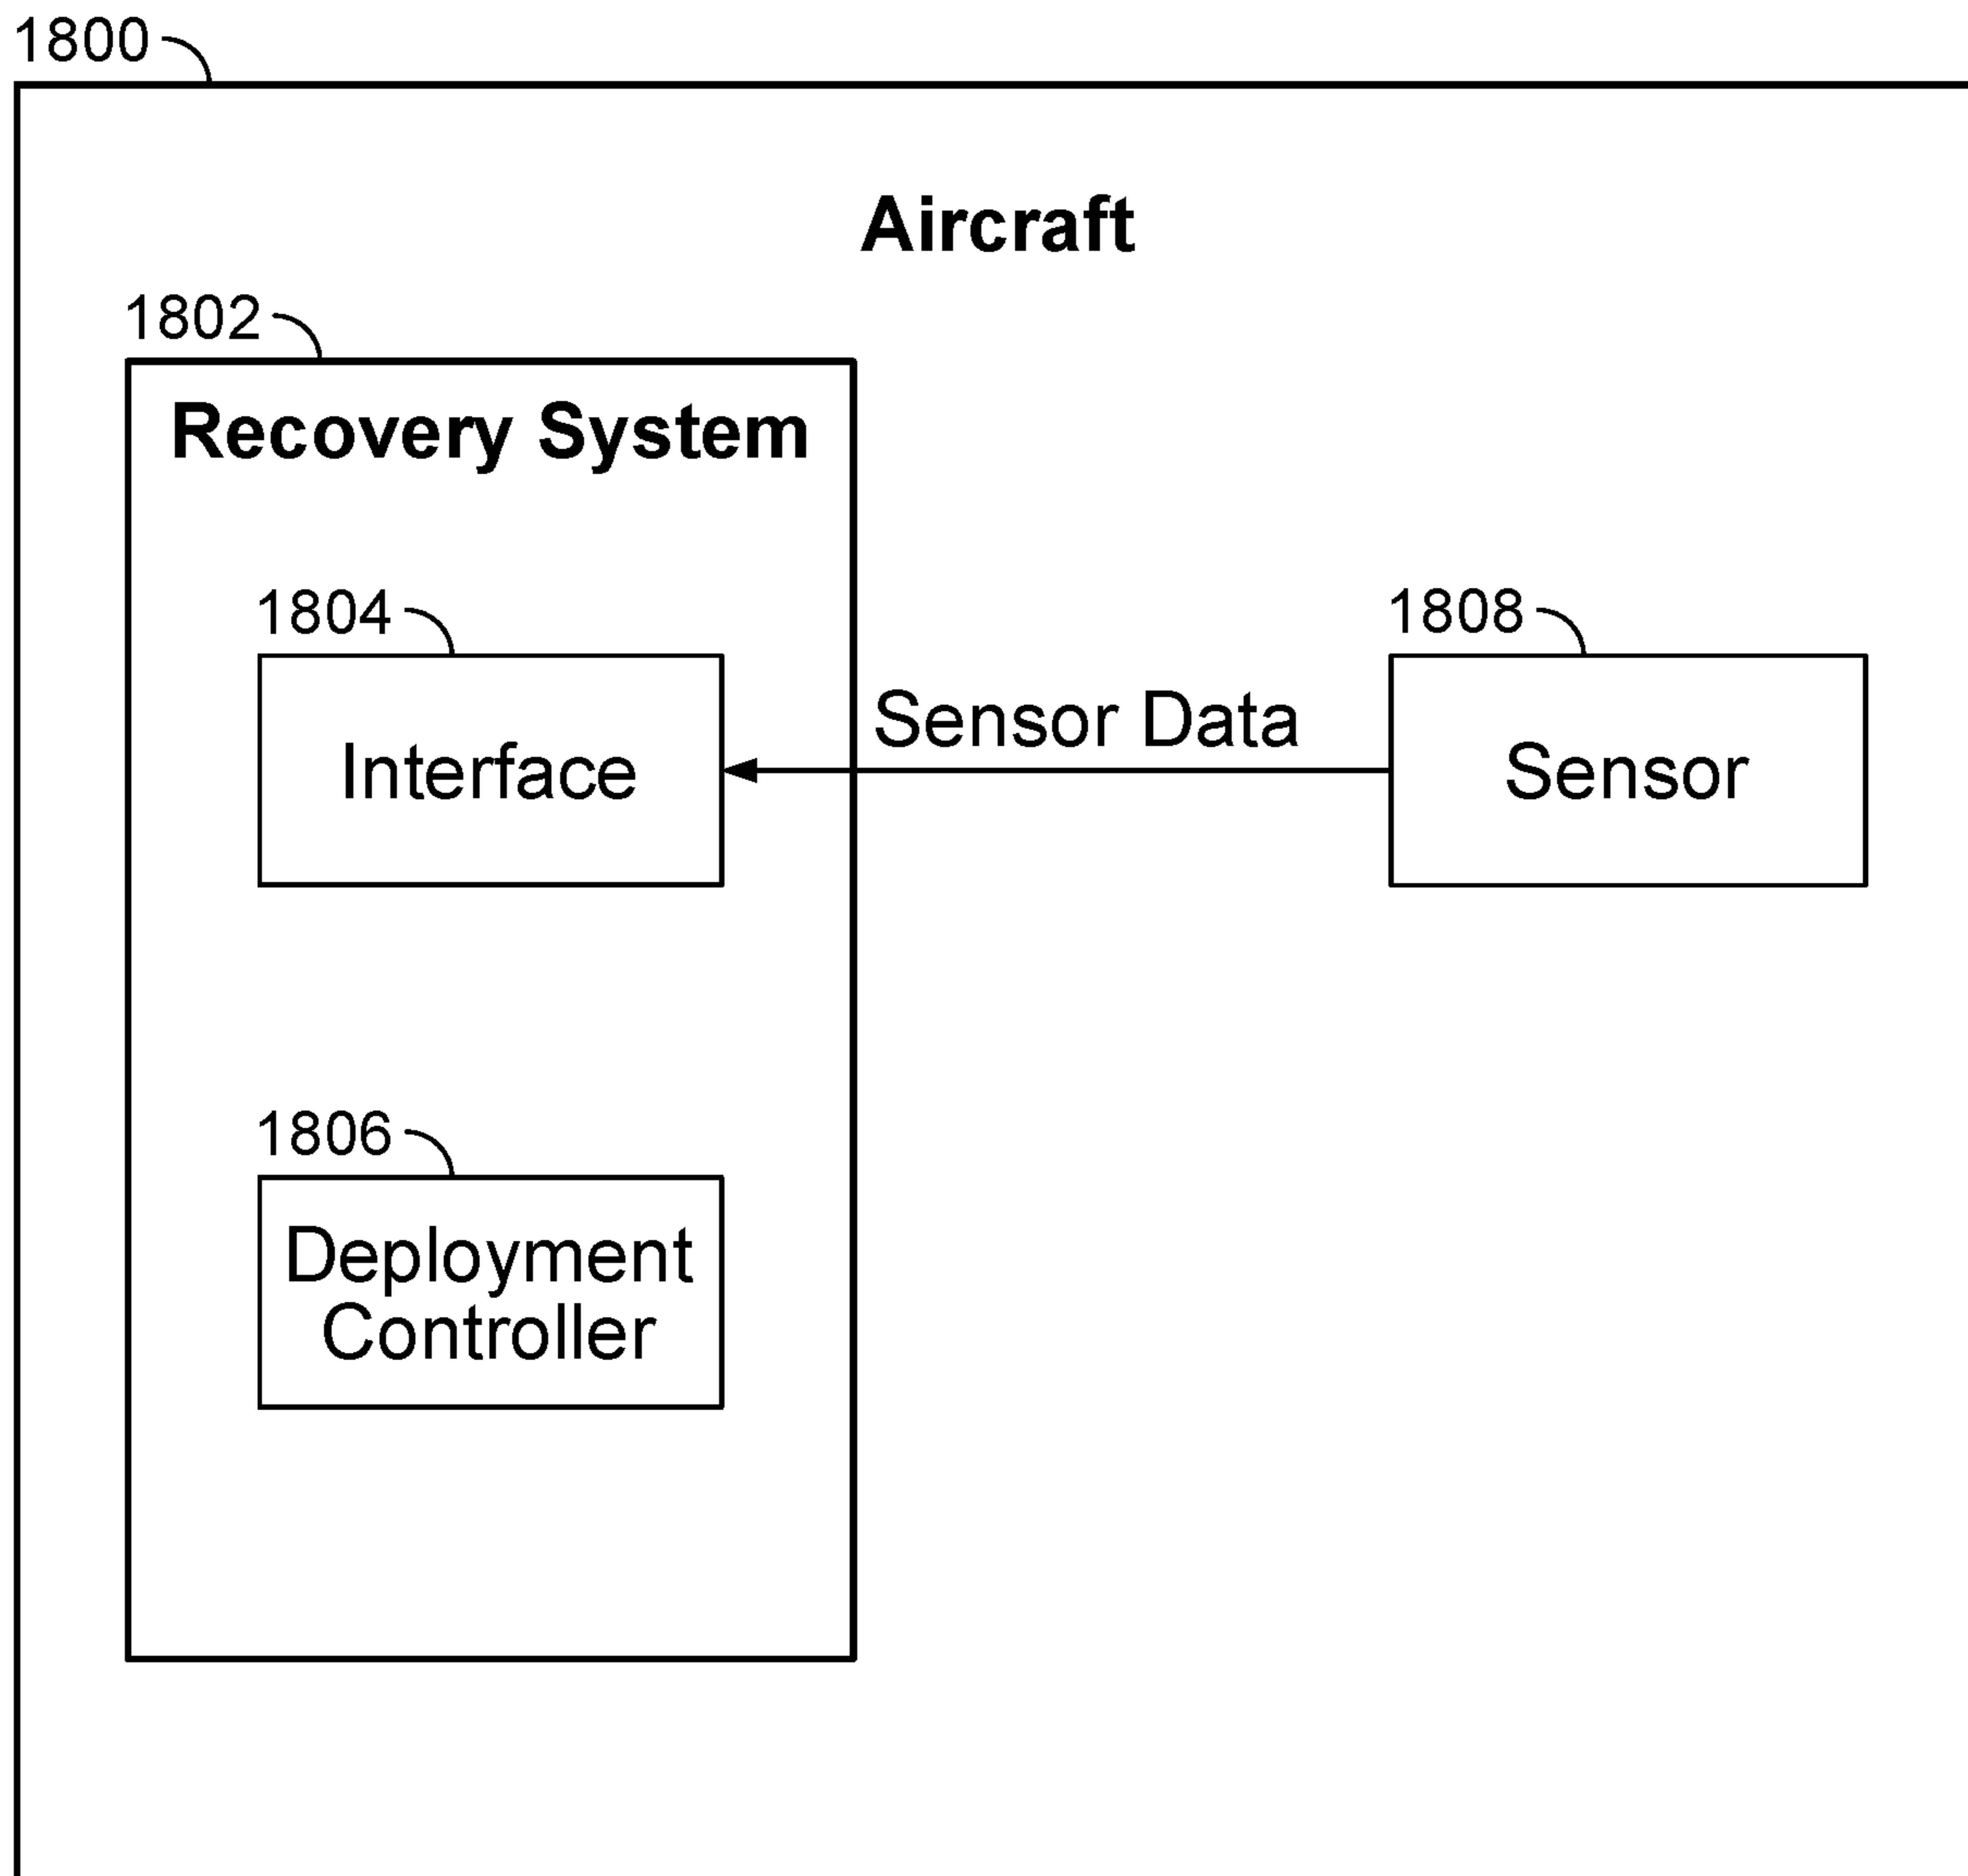 1800
Aircraft
1802
Recovery System
1804
1808
Interface
Sensor Data
Sensor
1806
Deployment
Controller